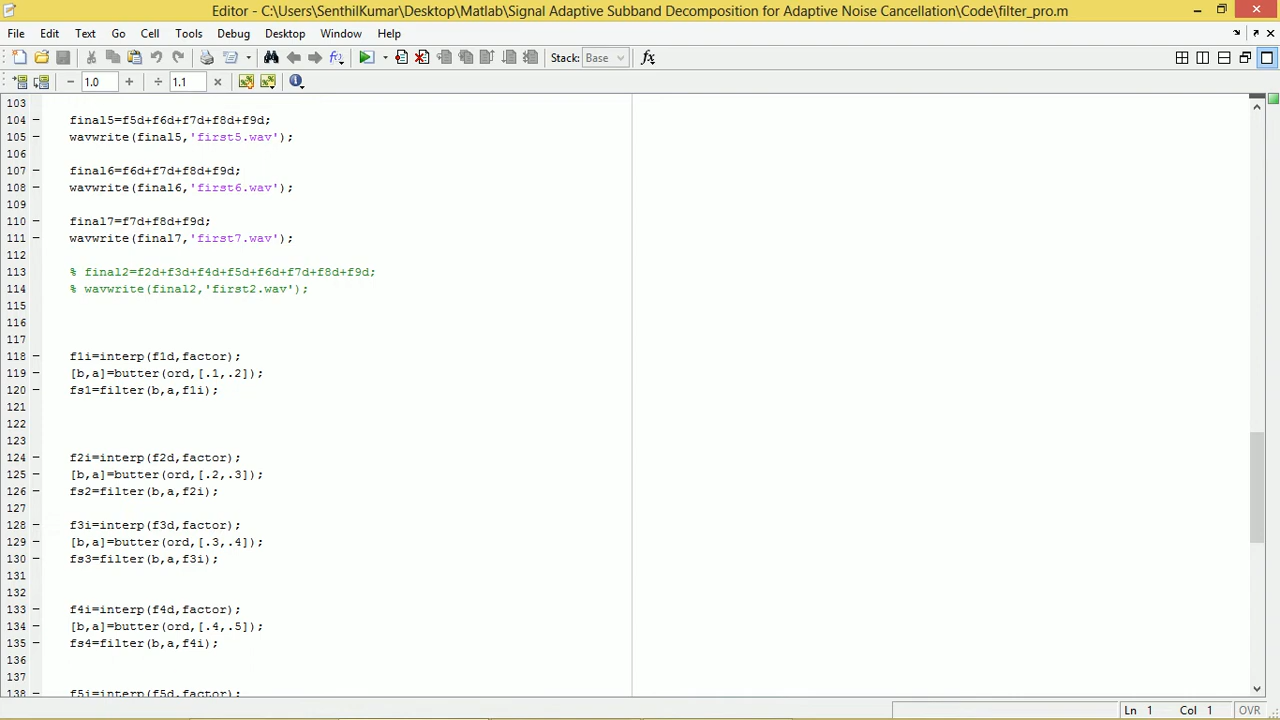 Editor - C:\Users\SenthilKumar\Desktop\Matlab\Signal Adaptive Subband Decomposition for Adaptive Noise Cancellation\Code\filter_pro.m
File Edit Text Go Cell Tools Debug Desktop Window Help
Stack: Base fx
1.0 1.1
103
104 final5=f5d+f6d+f7d+f8d+f9d;
105 wavwrite(final5,'first5.wav');
106
107 final6=f6d+f7d+f8d+f9d;
108 wavwrite(final6,'first6.wav');
109
110 final7=f7d+f8d+f9d;
111 wavwrite(final7,'first7.wav');
112
113 % final2=f2d+f3d+f4d+f5d+f6d+f7d+f8d+f9d;
114 % wavwrite(final2,'first2.wav');
115
116
117
118 f1i=interp(f1d,factor);
119 [b,a]=butter(ord,[.1,.2]);
120 fs1=filter(b,a,f1i);
121
122
123
124 f2i=interp(f2d,factor);
125 [b,a]=butter(ord,[.2,.3]);
126 fs2=filter(b,a,f2i);
127
128 f3i=interp(f3d,factor);
129 [b,a]=butter(ord,[.3,.4]);
130 fs3=filter(b,a,f3i);
131
132
133 f4i=interp(f4d,factor);
134 [b,a]=butter(ord,[.4,.5]);
135 fs4=filter(b,a,f4i);
136
137
138 f5i=interp(f5d,factor);
Ln 1 Col 1 OVR